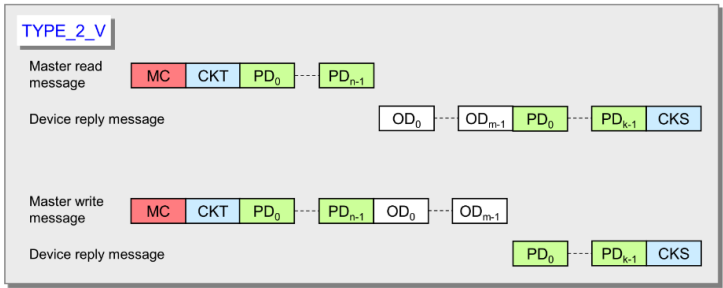 TYPE_2_V
Master read
message
MC CKT PD0 PDn-1
Device reply message
OD0 ODm-1 PD0 PDk-1 CKS
Master write
message
MC CKT PD0 PDn-1 OD0 ODm-1
Device reply message
PD0 PDk-1 CKS